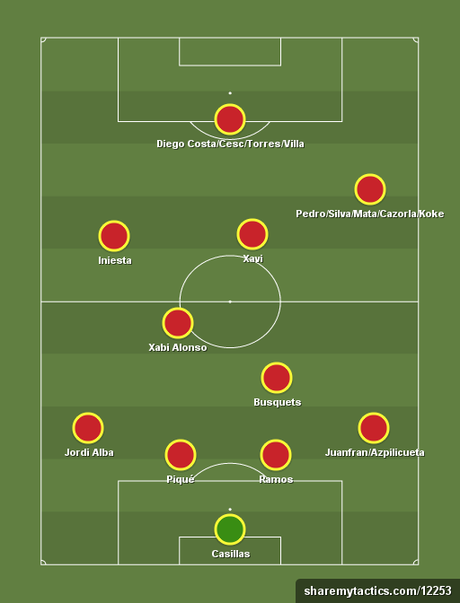 Diego Costa/Cesc/Torres/Villa
Pedro/Silva/Mata/Cazorla/Koke
Iniesta
Xavi
Xabi Alonso
Busquets
Jordi Alba
Juanfran/Azpilicueta
Piqué
Ramos
Casillas
sharemytactics.com/12253